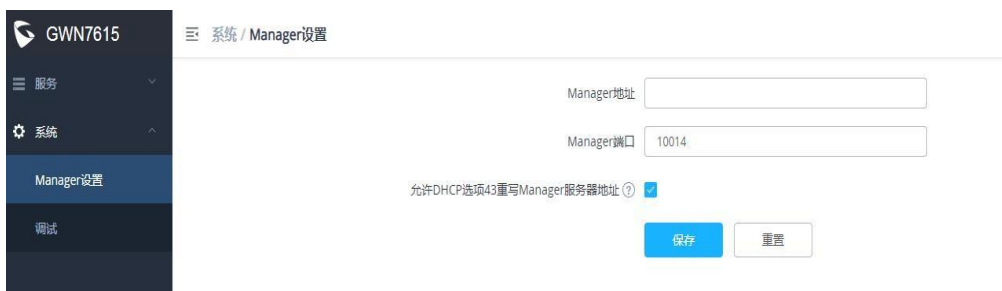 GWN7615
系统 / Manager设置
服务
Manager地址
Manager端口 10014
系统
Manager设置
允许DHCP选项43重写Manager服务器地址 ?
调试
保存 重置